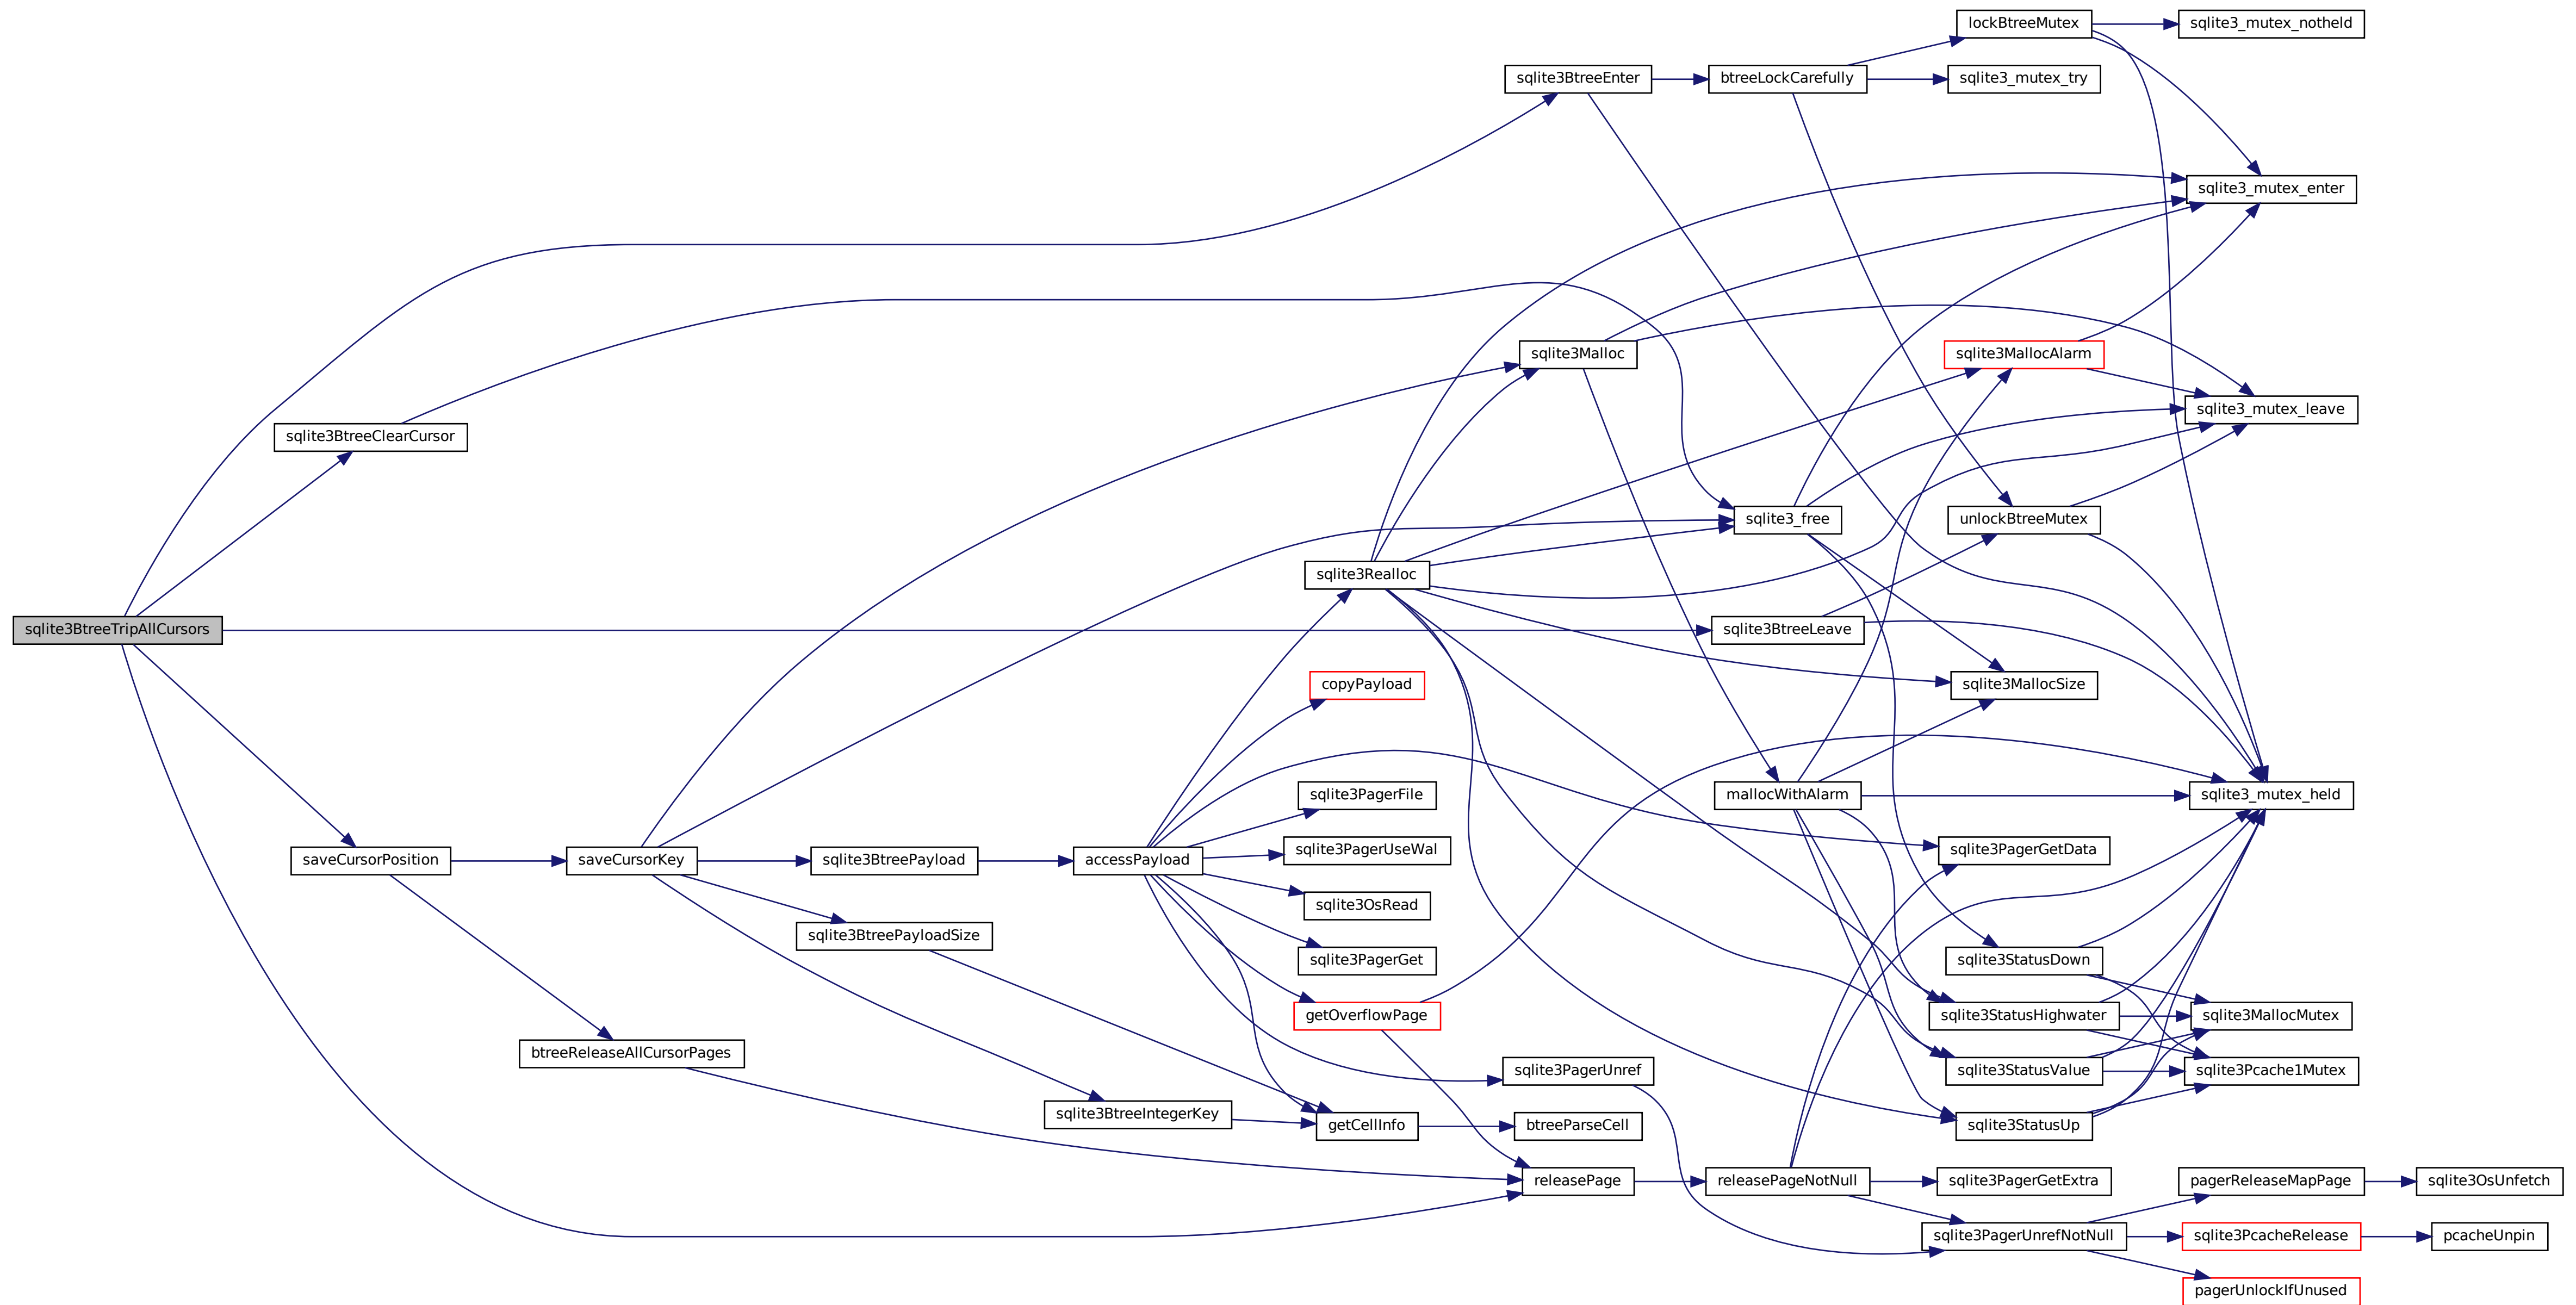 lockBtreeMutex
sqlite3_mutex_notheld
sqlite3BtreeEnter
btreeLockCarefully
sqlite3_mutex_try
sqlite3_mutex_enter
sqlite3Malloc
sqlite3MallocAlarm
sqlite3_mutex_leave
sqlite3BtreeClearCursor
sqlite3_free
unlockBtreeMutex
sqlite3Realloc
sqlite3BtreeTripAllCursors
sqlite3BtreeLeave
copyPayload
sqlite3MallocSize
sqlite3PagerFile
mallocWithAlarm
sqlite3_mutex_held
saveCursorPosition
saveCursorKey
sqlite3BtreePayload
accessPayload
sqlite3PagerUseWal
sqlite3PagerGetData
sqlite3OsRead
sqlite3BtreePayloadSize
sqlite3PagerGet
sqlite3StatusDown
getOverflowPage
sqlite3StatusHighwater
sqlite3MallocMutex
btreeReleaseAllCursorPages
sqlite3PagerUnref
sqlite3StatusValue
sqlite3Pcache1Mutex
sqlite3BtreeIntegerKey
getCellInfo
btreeParseCell
sqlite3StatusUp
releasePage
releasePageNotNull
sqlite3PagerGetExtra
pagerReleaseMapPage
sqlite3OsUnfetch
sqlite3PagerUnrefNotNull
sqlite3PcacheRelease
pcacheUnpin
pagerUnlockIfUnused